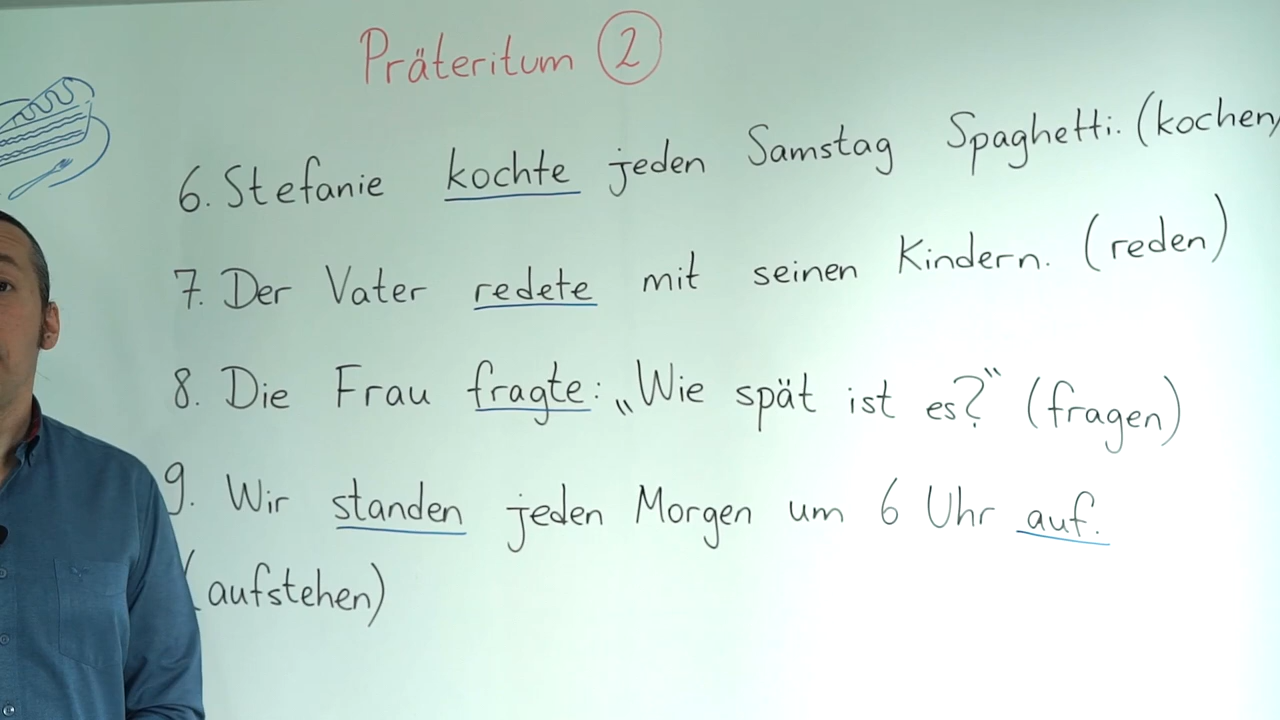 Präteritum 2
6. Stefanie kochte jeden Samstag Spaghetti. (kochen)
7. Der Vater redete mit seinen Kindern. (reden)
8. Die Frau fragte: „Wie spät ist es?“ (fragen)
9. Wir standen jeden Morgen um 6 Uhr auf.
(aufstehen)